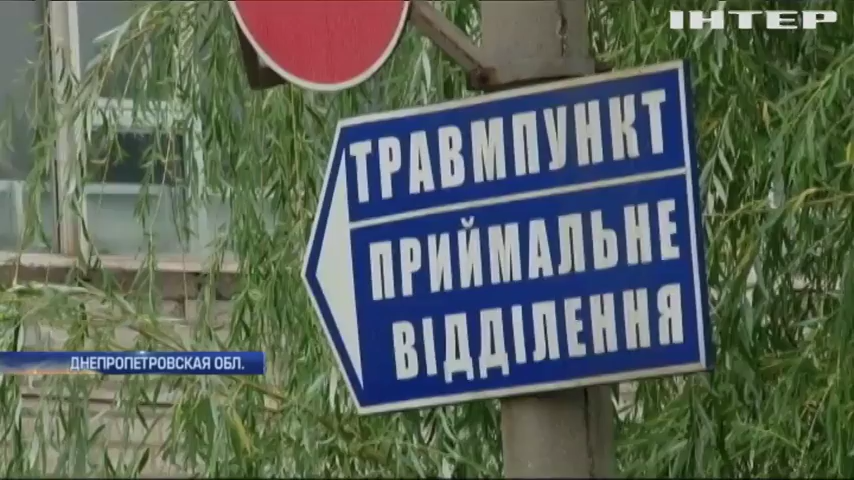 ІНТЕР
ТРАВМПУНКТ
ПРИЙМАЛЬНЕ
ВІДДІЛЕННЯ
ДНЕПРОПЕТРОВСКАЯ ОБЛ.